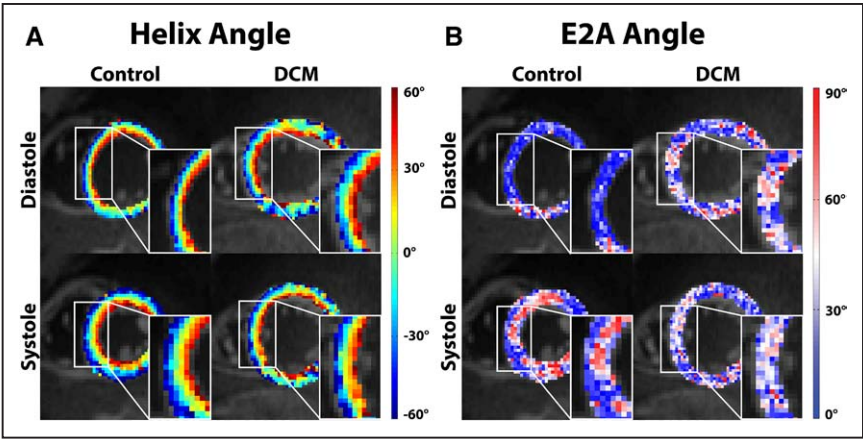 A
Helix Angle
Control
DCM
Diastole
Systole
60°
30°
0°
-30°
-60°
B
E2A Angle
Control
DCM
Diastole
Systole
90°
60°
30°
0°